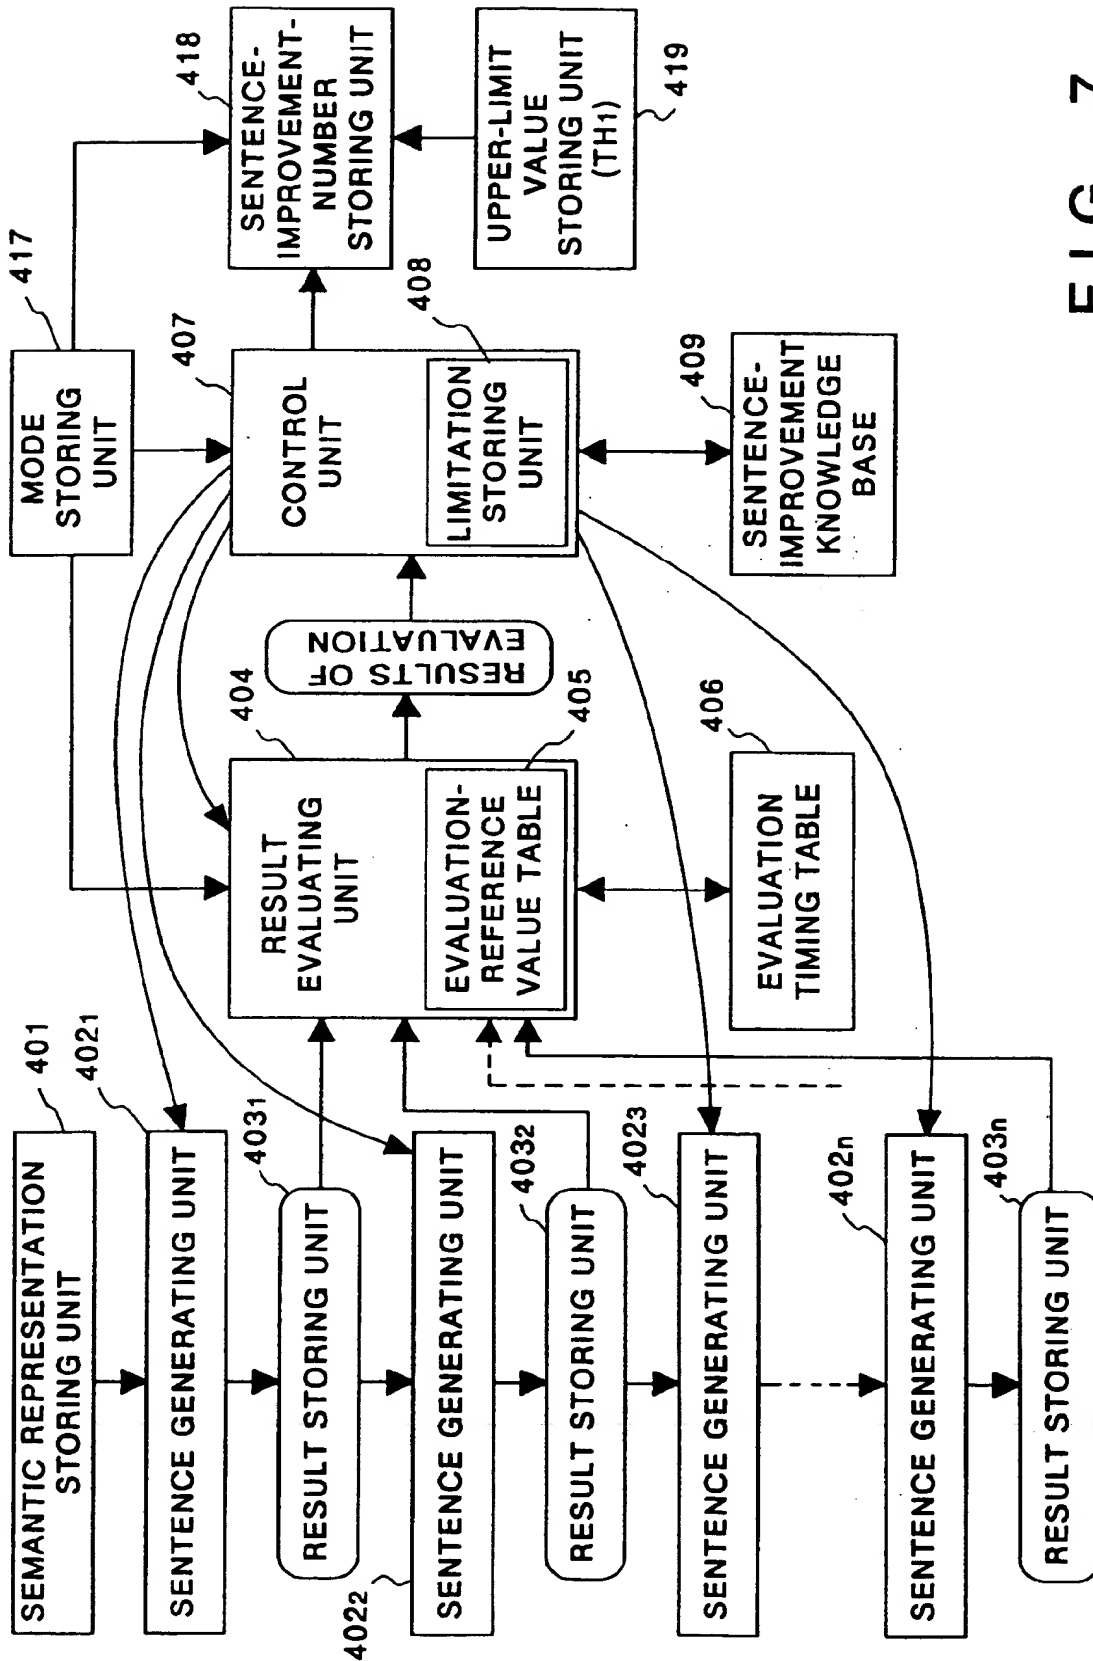 SEMANTIC REPRESENTATION
STORING UNIT
401
SENTENCE GENERATING UNIT
4021
RESULT STORING UNIT
4031
SENTENCE GENERATING UNIT
4022
RESULT STORING UNIT
4032
SENTENCE GENERATING UNIT
4023
SENTENCE GENERATING UNIT
402n
RESULT STORING UNIT
403n
RESULT
EVALUATING
UNIT
404
EVALUATION-
REFERENCE
VALUE TABLE
405
EVALUATION
TIMING TABLE
406
RESULTS OF
EVALUATION
MODE
STORING
UNIT
417
CONTROL
UNIT
407
LIMITATION
STORING
UNIT
408
SENTENCE-
IMPROVEMENT
KNOWLEDGE
BASE
409
SENTENCE-
IMPROVEMENT-
NUMBER
STORING UNIT
418
UPPER-LIMIT
VALUE
STORING UNIT
(TH1)
419
FIG. 7